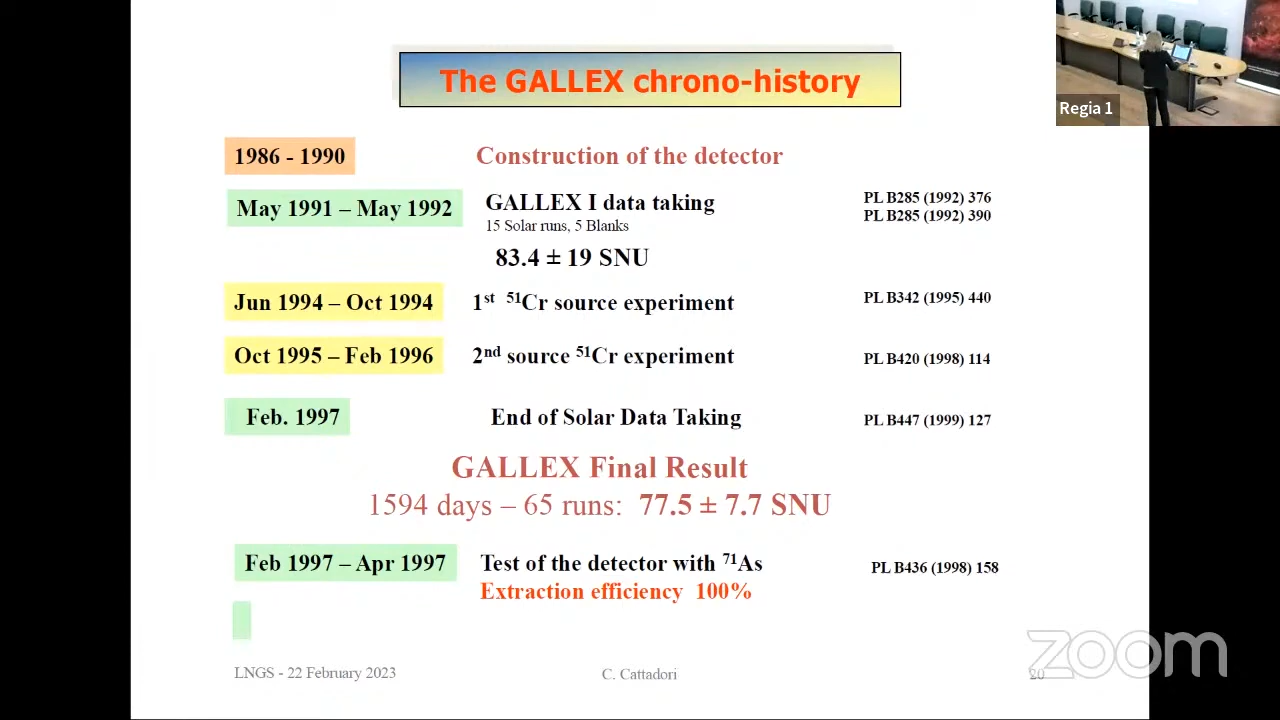 The GALLEX chrono-history
Regia 1
1986 - 1990
Construction of the detector
May 1991 – May 1992
GALLEX I data taking
15 Solar runs, 5 Blanks
83.4 ± 19 SNU
PL B285 (1992) 376
PL B285 (1992) 390
Jun 1994 – Oct 1994
1st 51Cr source experiment
PL B342 (1995) 440
Oct 1995 – Feb 1996
2nd source 51Cr experiment
PL B420 (1998) 114
Feb. 1997
End of Solar Data Taking
PL B447 (1999) 127
GALLEX Final Result
1594 days – 65 runs: 77.5 ± 7.7 SNU
Feb 1997 – Apr 1997
Test of the detector with 71As
Extraction efficiency 100%
PL B436 (1998) 158
LNGS - 22 February 2023
C. Cattadori
20
zoom